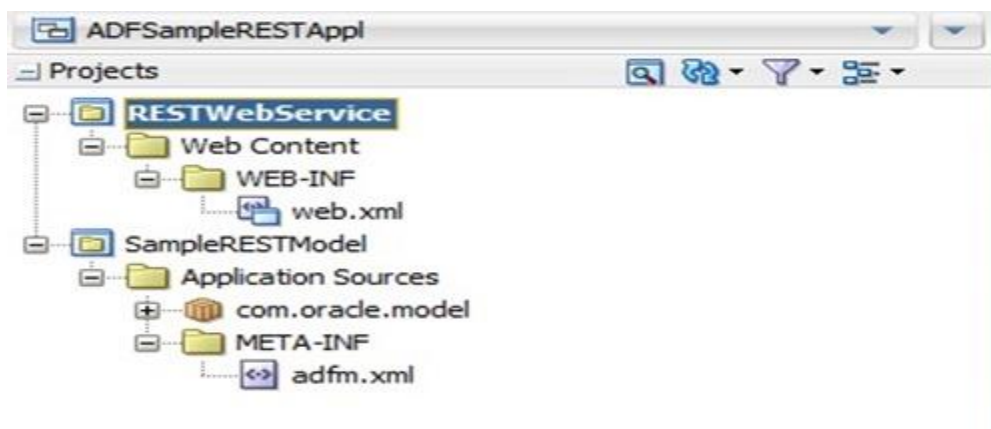 ADFSampleRESTAppl
Projects
RESTWebService
Web Content
WEB-INF
web.xml
SampleRESTModel
Application Sources
com.oracle.model
META-INF
adfm.xml